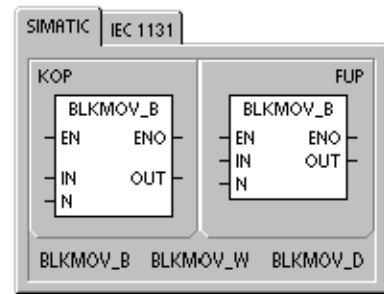 SIMATIC IEC 1131
KOP FUP
BLKMOV_B BLKMOV_B
EN ENO EN ENO
IN OUT IN OUT
N N
BLKMOV_B BLKMOV_W BLKMOV_D